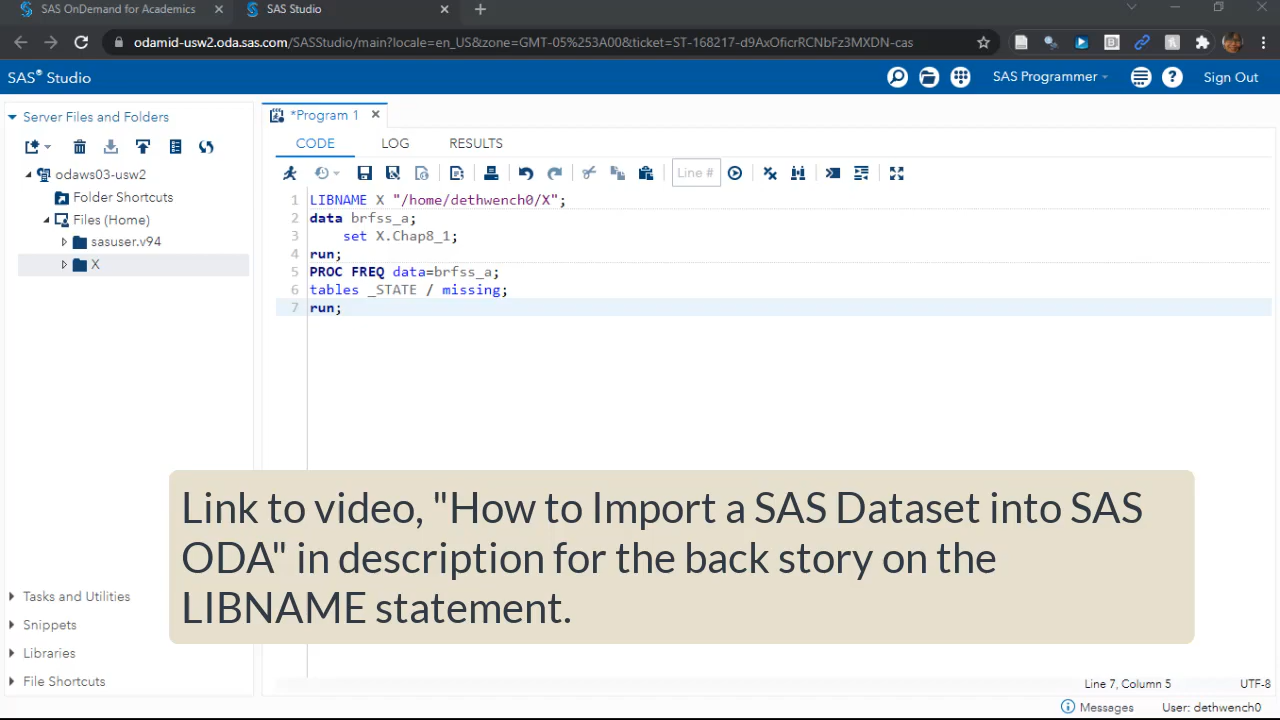 SAS OnDemand for Academics
SAS Studio
odamid-usw2.oda.sas.com/SASStudio/main?locale=en_US&zone=GMT-05%253A00&ticket=ST-168217-d9AxOficrRCNbFz3MXDN-cas
SAS® Studio
SAS Programmer
Sign Out
Server Files and Folders
odaws03-usw2
Folder Shortcuts
Files (Home)
sasuser.v94
X
Tasks and Utilities
Snippets
Libraries
File Shortcuts
*Program 1
CODE LOG RESULTS
Line #
1 LIBNAME X "/home/dethwench0/X";
2 data brfss_a;
3 set X.Chap8_1;
4 run;
5 PROC FREQ data=brfss_a;
6 tables _STATE / missing;
7 run;
Link to video, "How to Import a SAS Dataset into SAS
ODA" in description for the back story on the
LIBNAME statement.
Line 7, Column 5 UTF-8
Messages User: dethwench0